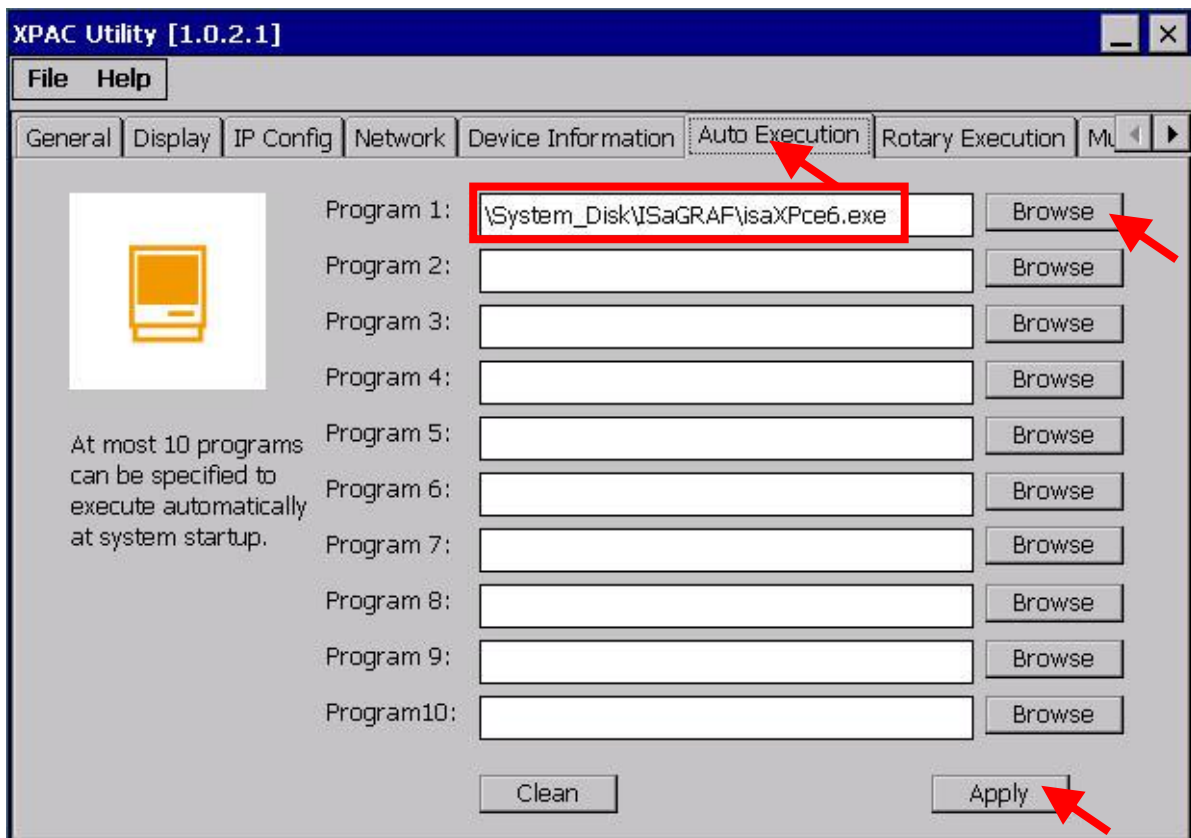 XPAC Utility [1.0.2.1]
File Help
General Display IP Config Network Device Information Auto Execution Rotary Execution
Program 1: \System_Disk\ISaGRAF\isaXPce6.exe Browse
Program 2: Browse
Program 3: Browse
Program 4: Browse
At most 10 programs
can be specified to
execute automatically
at system startup.
Program 5: Browse
Program 6: Browse
Program 7: Browse
Program 8: Browse
Program 9: Browse
Program10: Browse
Clean Apply